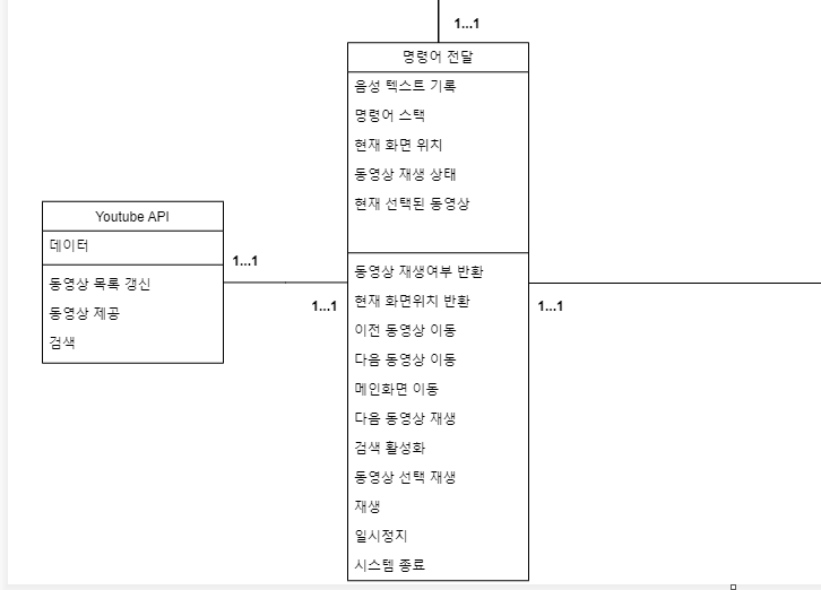 1...1
명령어 전달
음성 텍스트 기록
명령어 스택
현재 화면 위치
동영상 재생 상태
현재 선택된 동영상
동영상 재생여부 반환
현재 화면위치 반환
이전 동영상 이동
다음 동영상 이동
메인화면 이동
다음 동영상 재생
검색 활성화
동영상 선택 재생
재생
일시정지
시스템 종료
Youtube API
데이터
동영상 목록 갱신
동영상 제공
검색
1...1
1...1
1...1